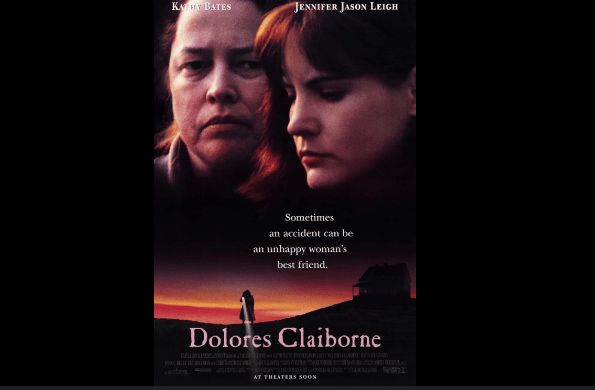 Kathy Bates Jennifer Jason Leigh
Sometimes
an accident can be
an unhappy woman's
best friend.
Dolores Claiborne
AT THEATERS SOON